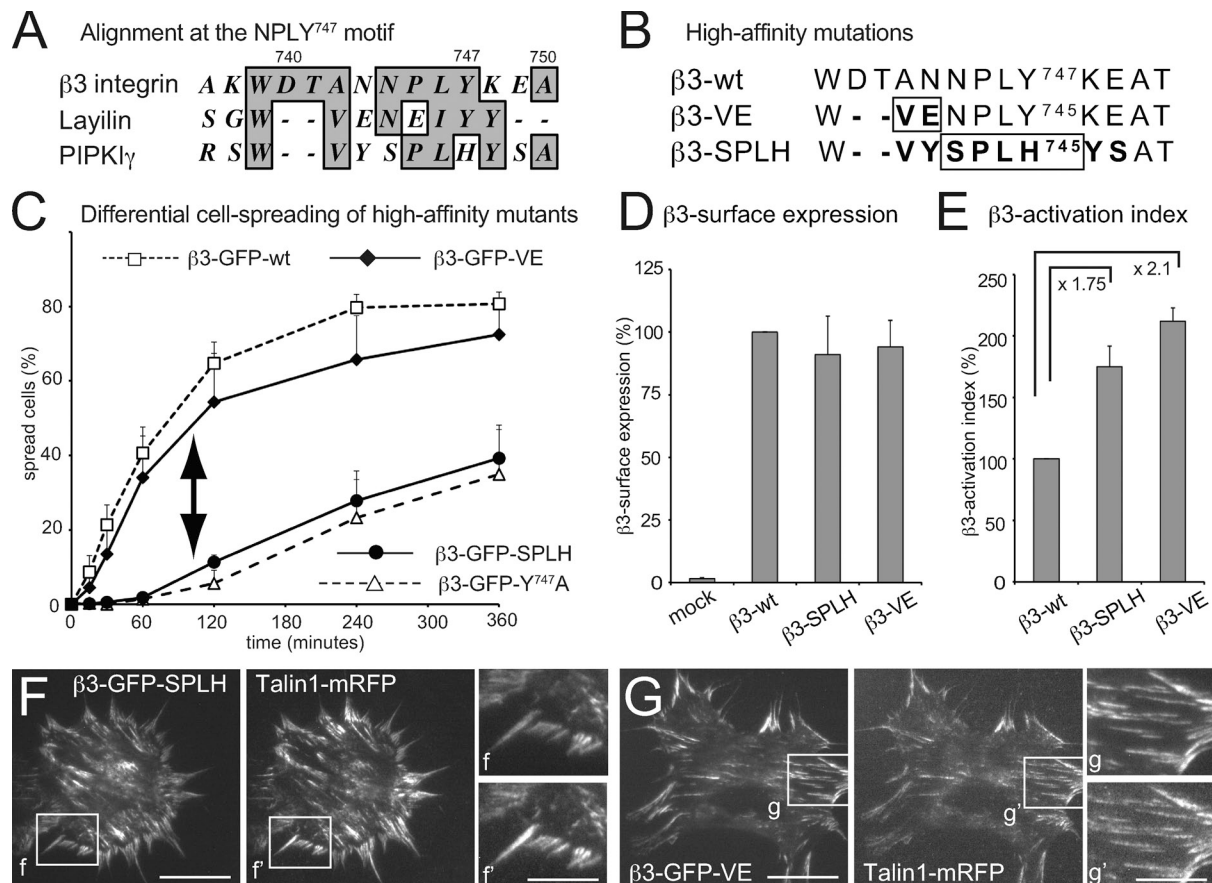 A Alignment at the NPLY⁷⁴⁷ motif
740 747 750
β3 integrin A K W D T A N N P L Y K E A
Layilin S G W - - V E N E I Y Y - -
PIPKIγ R S W - - V Y S P L H Y S A
B High-affinity mutations
β3-wt W D T A N N P L Y ⁷⁴⁷ K E A T
β3-VE W - - V E N P L Y ⁷⁴⁵ K E A T
β3-SPLH W - - V Y S P L H ⁷⁴⁵ Y S A T
C Differential cell-spreading of high-affinity mutants
β3-GFP-wt β3-GFP-VE
80
60
40
20
0
spread cells (%)
β3-GFP-SPLH
β3-GFP-Y⁷⁴⁷A
0 60 120 180 240 300 360
time (minutes)
D β3-surface expression
125
100
75
50
25
0
β3-surface expression (%)
mock β3-wt β3-SPLH β3-VE
E β3-activation index
x 2.1
x 1.75
250
200
150
100
50
0
β3-activation index (%)
β3-wt β3-SPLH β3-VE
F β3-GFP-SPLH Talin1-mRFP
f f' f f'
G
g g' g g'
β3-GFP-VE Talin1-mRFP